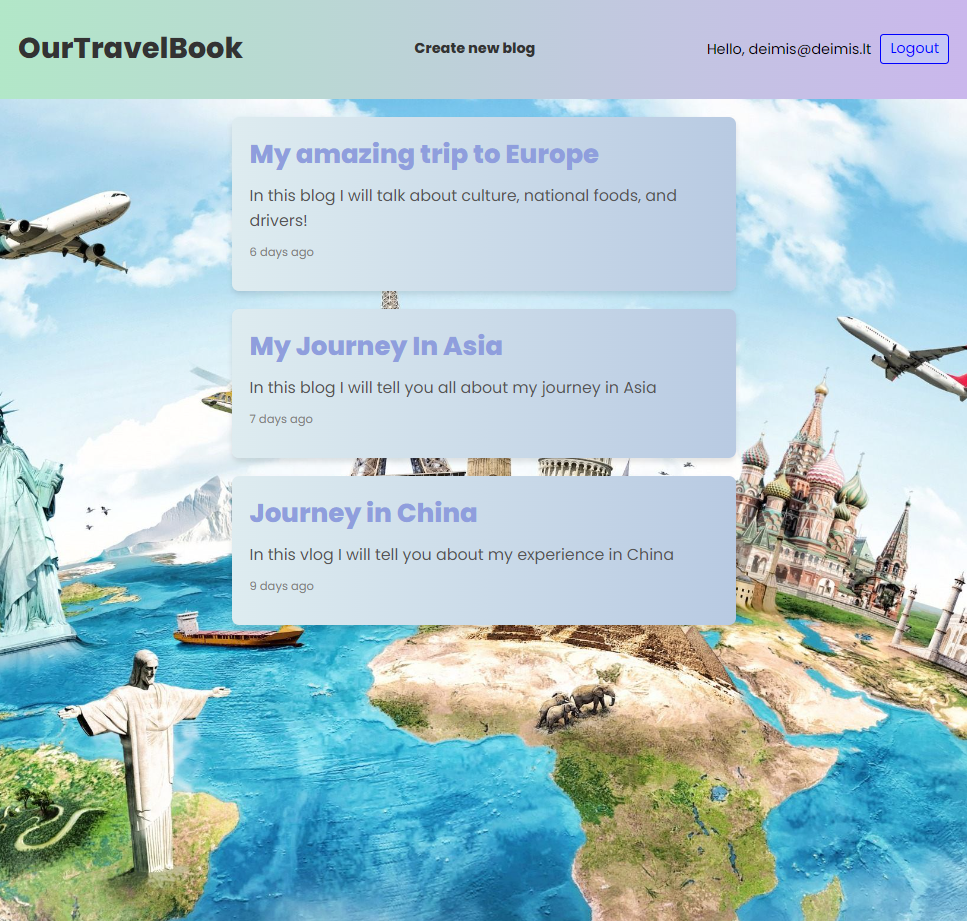 OurTravelBook
Create new blog
Hello, deimis@deimis.lt
Logout
My amazing trip to Europe
In this blog I will talk about culture, national foods, and
drivers!
6 days ago
My Journey In Asia
In this blog I will tell you all about my journey in Asia
7 days ago
Journey in China
In this vlog I will tell you about my experience in China
9 days ago